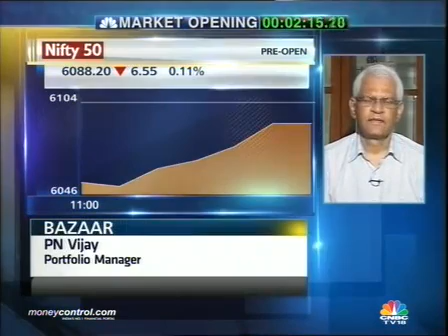 MARKET OPENING 00:02:15.20
Nifty 50
PRE-OPEN
6088.20 6.55 0.11%
6104
6046
11:00
BAZAAR
PN Vijay
Portfolio Manager
moneycontrol.com
CNBC
TV18